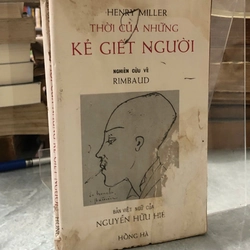 HENRY MILLER
THỜI CỦA NHỮNG
KẺ GIẾT NGƯỜI
NGHIÊN CỨU VỀ
RIMBAUD
BẢN VIỆT NGỮ CỦA
NGUYỄN HỮU HIỆU
HỒNG HÀ